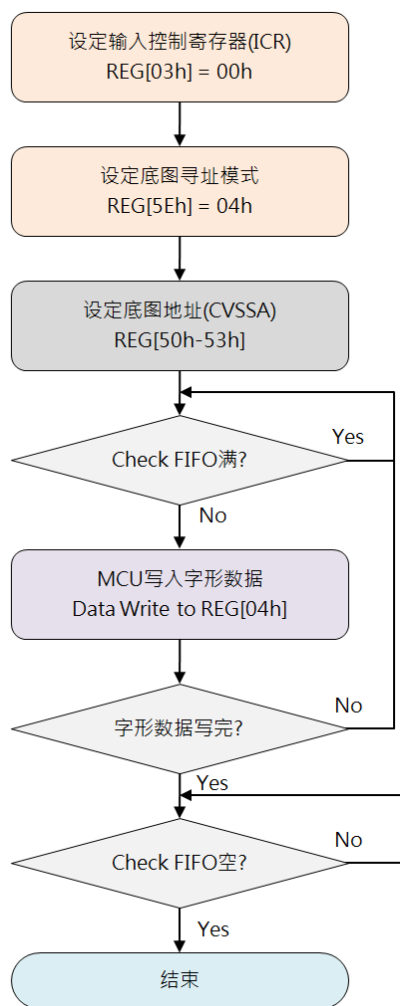 设定输入控制寄存器(ICR)
REG[03h] = 00h
设定底图寻址模式
REG[5Eh] = 04h
设定底图地址(CVSSA)
REG[50h-53h]
Check FIFO满?
Yes
No
MCU写入字形数据
Data Write to REG[04h]
字形数据写完?
No
Yes
Check FIFO空?
No
Yes
结束